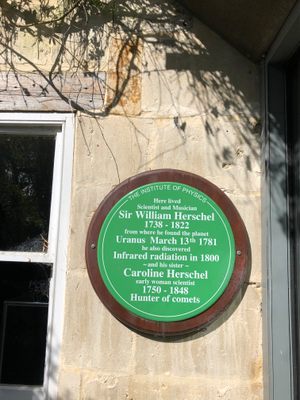 THE INSTITUTE OF PHYSICS
Here lived
Scientist and Musician
Sir William Herschel
1738 - 1822
from where he found the planet
Uranus March 13th 1781
he also discovered
Infrared radiation in 1800
~ and his sister ~
Caroline Herschel
early woman scientist
1750 - 1848
Hunter of comets